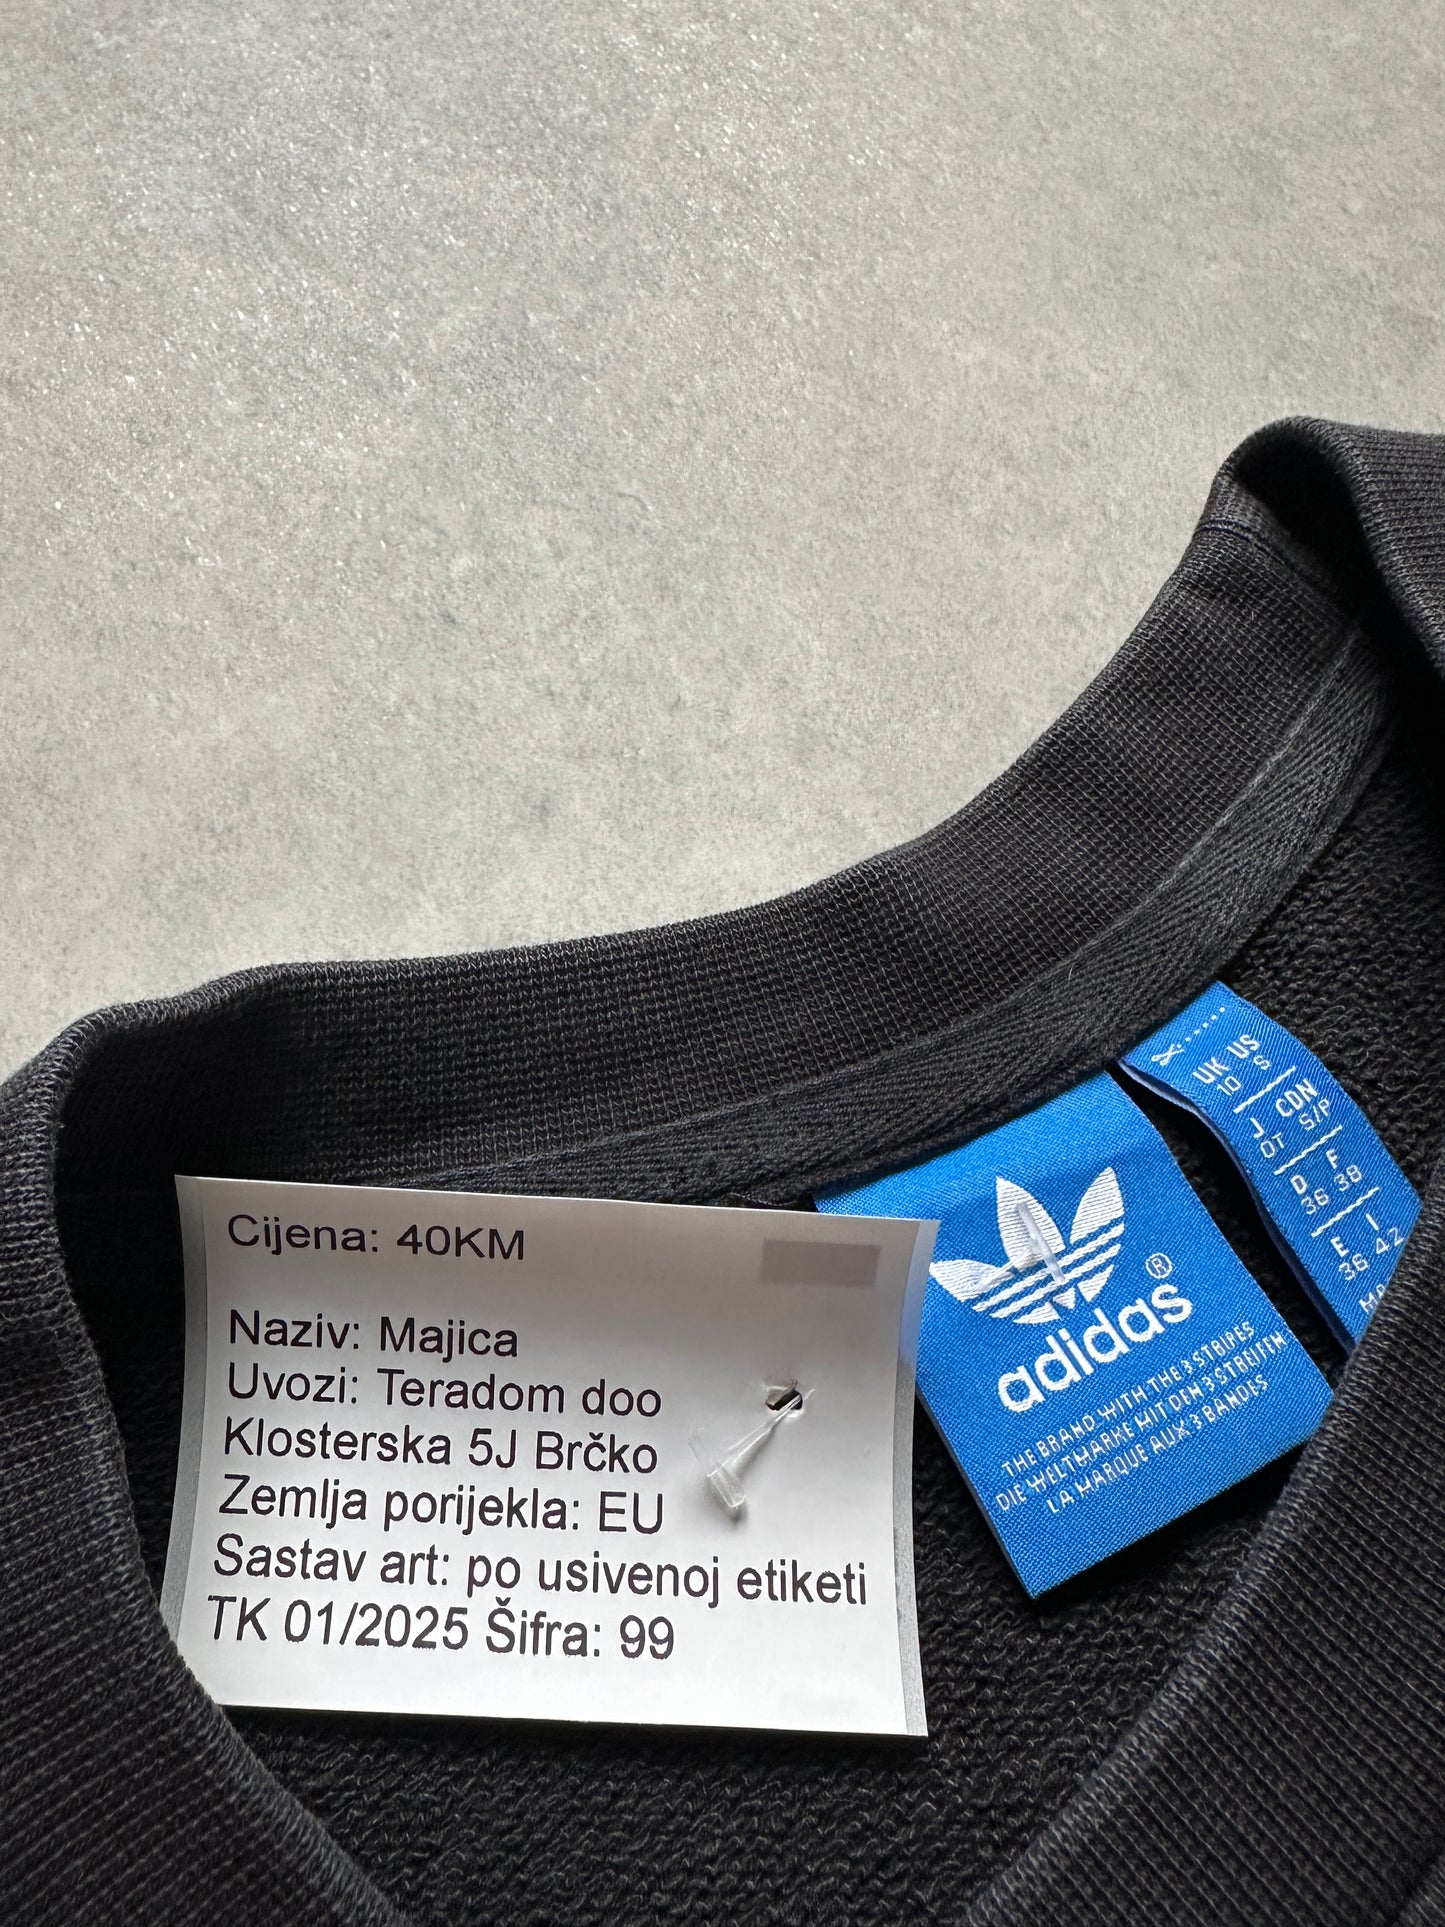 Cijena: 40KM
Naziv: Majica
Uvozi: Teradom doo
Klosterska 5J Brčko
Zemlja porijekla: EU
Sastav art: po usivenoj etiketi
TK 01/2025 Šifra: 99
adidas®
THE BRAND WITH THE 3 STRIPES
DIE WELTMARKE MIT DEN 3 STREIFEN
LA MARQUE AUX 3 BANDES
UK US
10 S
J CDN
OT S/P
D F
36 38
E I
36 42